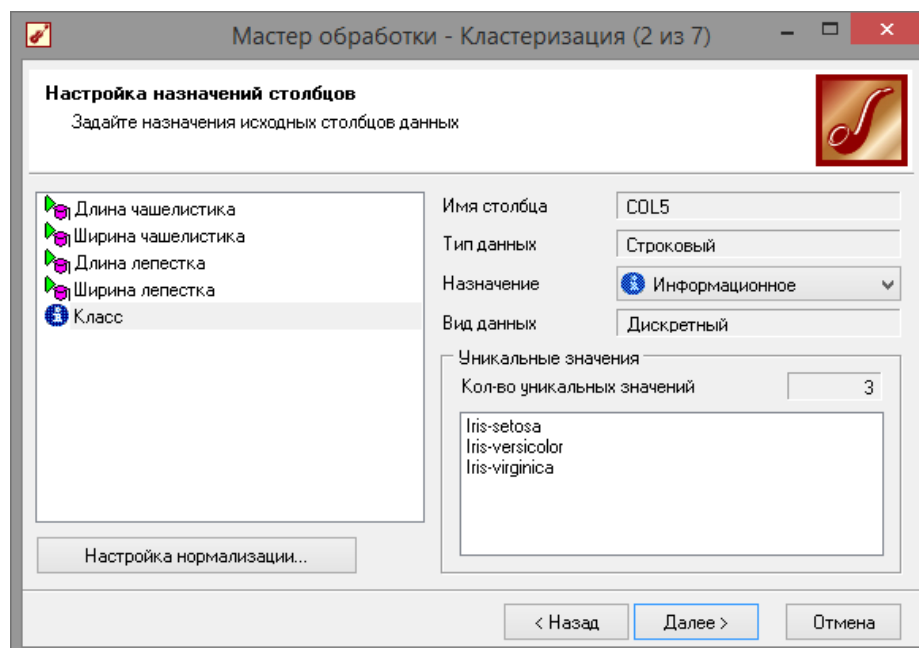 Мастер обработки - Кластеризация (2 из 7)
Настройка назначений столбцов
Задайте назначения исходных столбцов данных
Длина чашелистика
Ширина чашелистика
Длина лепестка
Ширина лепестка
Класс
Настройка нормализации...
Имя столбца COL5
Тип данных Строковый
Назначение Информационное
Вид данных Дискретный
Уникальные значения
Кол-во уникальных значений 3
Iris-setosa
Iris-versicolor
Iris-virginica
< Назад Далее > Отмена